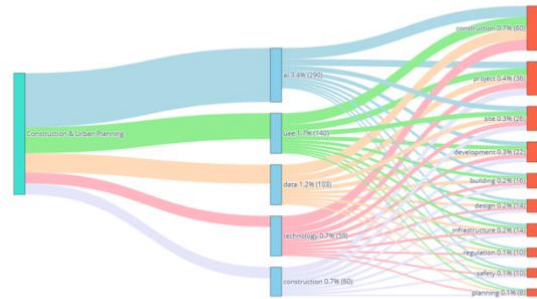 Construction & Urban Planning
ai 3.4% (290)
use 1.7% (140)
data 1.2% (103)
technology 0.7% (59)
construction 0.7% (60)
construction 0.7% (60)
project 0.4% (36)
site 0.3% (26)
development 0.3% (22)
building 0.2% (16)
design 0.2% (14)
infrastructure 0.2% (14)
regulation 0.1% (10)
safety 0.1% (10)
planning 0.1% (8)